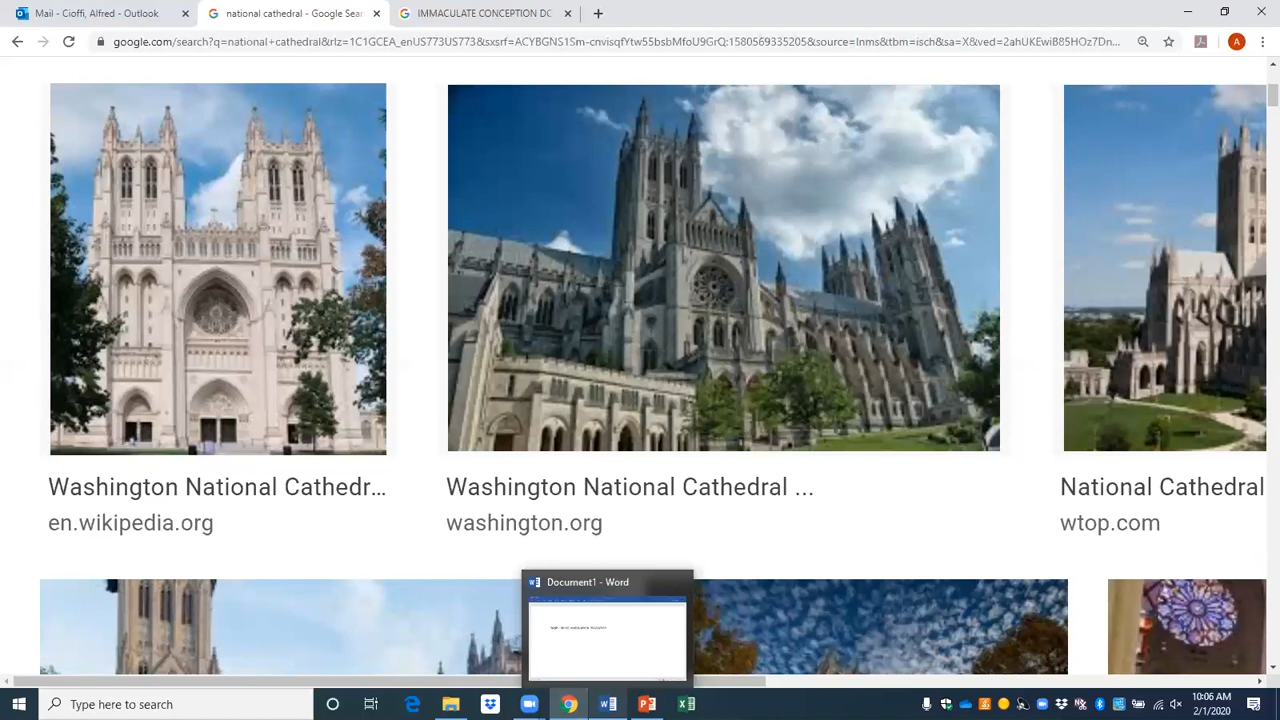 Mail - Cioffi, Alfred - Outlook
national cathedral - Google Sear
IMMACULATE CONCEPTION DC
google.com/search?q=national+cathedral&rlz=1C1GCEA_enUS773US773&sxsrf=ACYBGNS1Sm-cnvisqfYtw55bsbMfoU9GrQ:1580569335205&source=lnms&tbm=isch&sa=X&ved=2ahUKEwiB85HOz7Dn...
A
Washington National Cathedr...
en.wikipedia.org
Washington National Cathedral ...
washington.org
National Cathedral
wtop.com
Document1 - Word
Type here to search
10:06 AM
2/1/2020